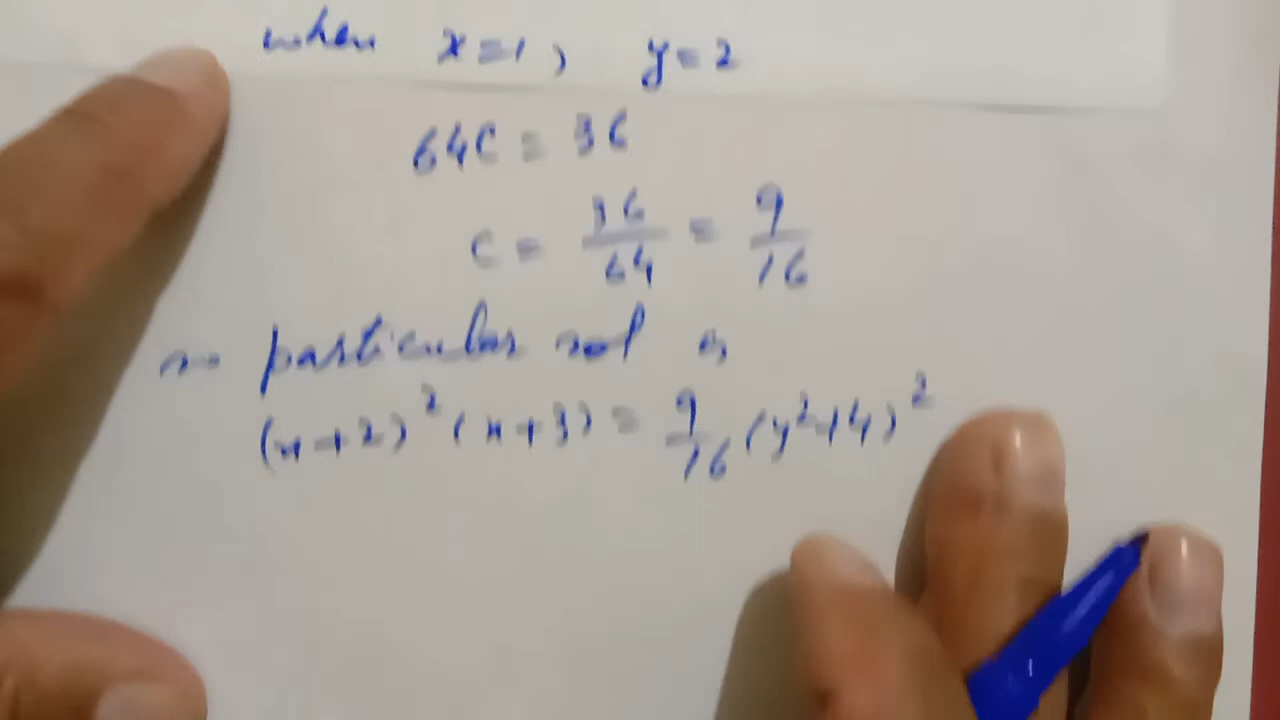 when x=1, y=2
64C = 36
C = 36/64 = 9/16
so particular sol is
(x+2)² (x+3) = 9/16 (y²+4)²